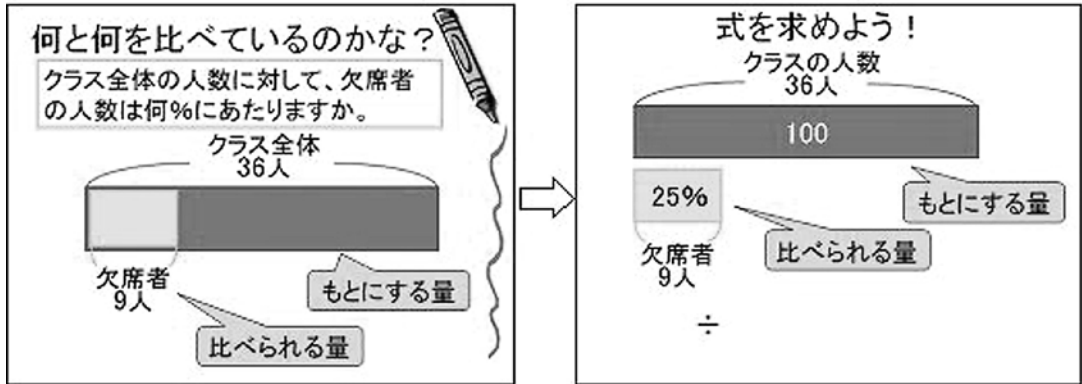 何と何を比べているのかな？
クラス全体の人数に対して、欠席者
の人数は何％にあたりますか。
クラス全体
36人
欠席者
9人
もとにする量
比べられる量
式を求めよう！
クラスの人数
36人
100
25%
もとにする量
比べられる量
欠席者
9人
÷